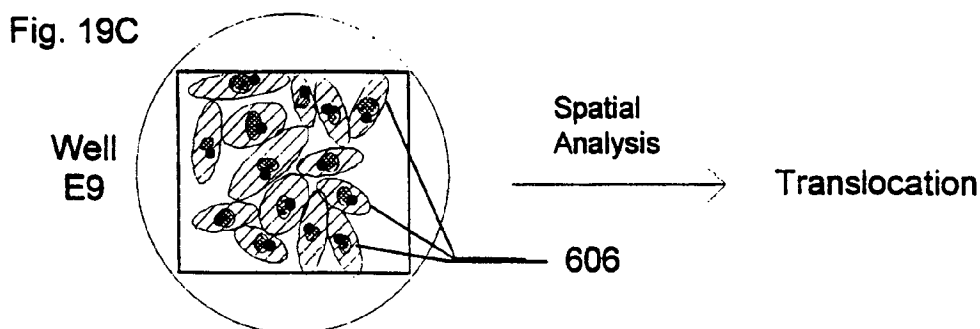 Fig. 19C
Well
E9
Spatial
Analysis
Translocation
606